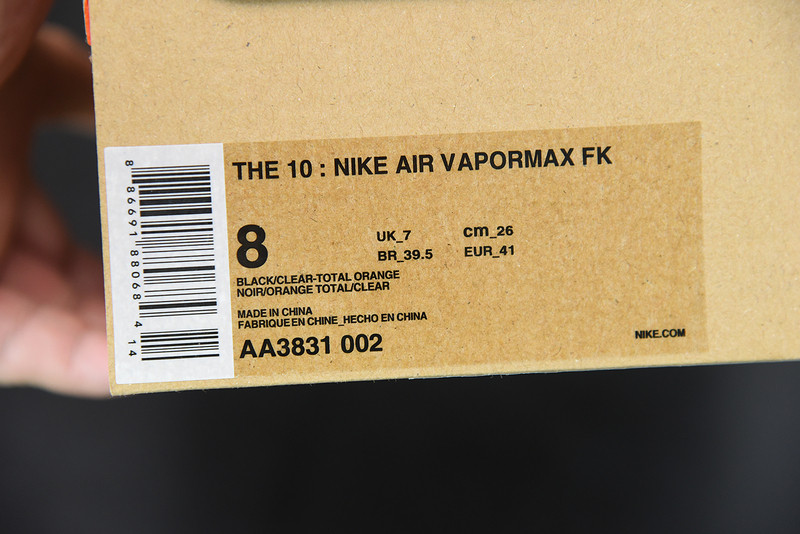 THE 10 : NIKE AIR VAPORMAX FK
8
UK_7 cm_26
BR_39.5 EUR_41
BLACK/CLEAR-TOTAL ORANGE
NOIR/ORANGE TOTAL/CLEAR
MADE IN CHINA
FABRIQUE EN CHINE_HECHO EN CHINA
AA3831 002
NIKE.COM
8 86691 88068 4 14